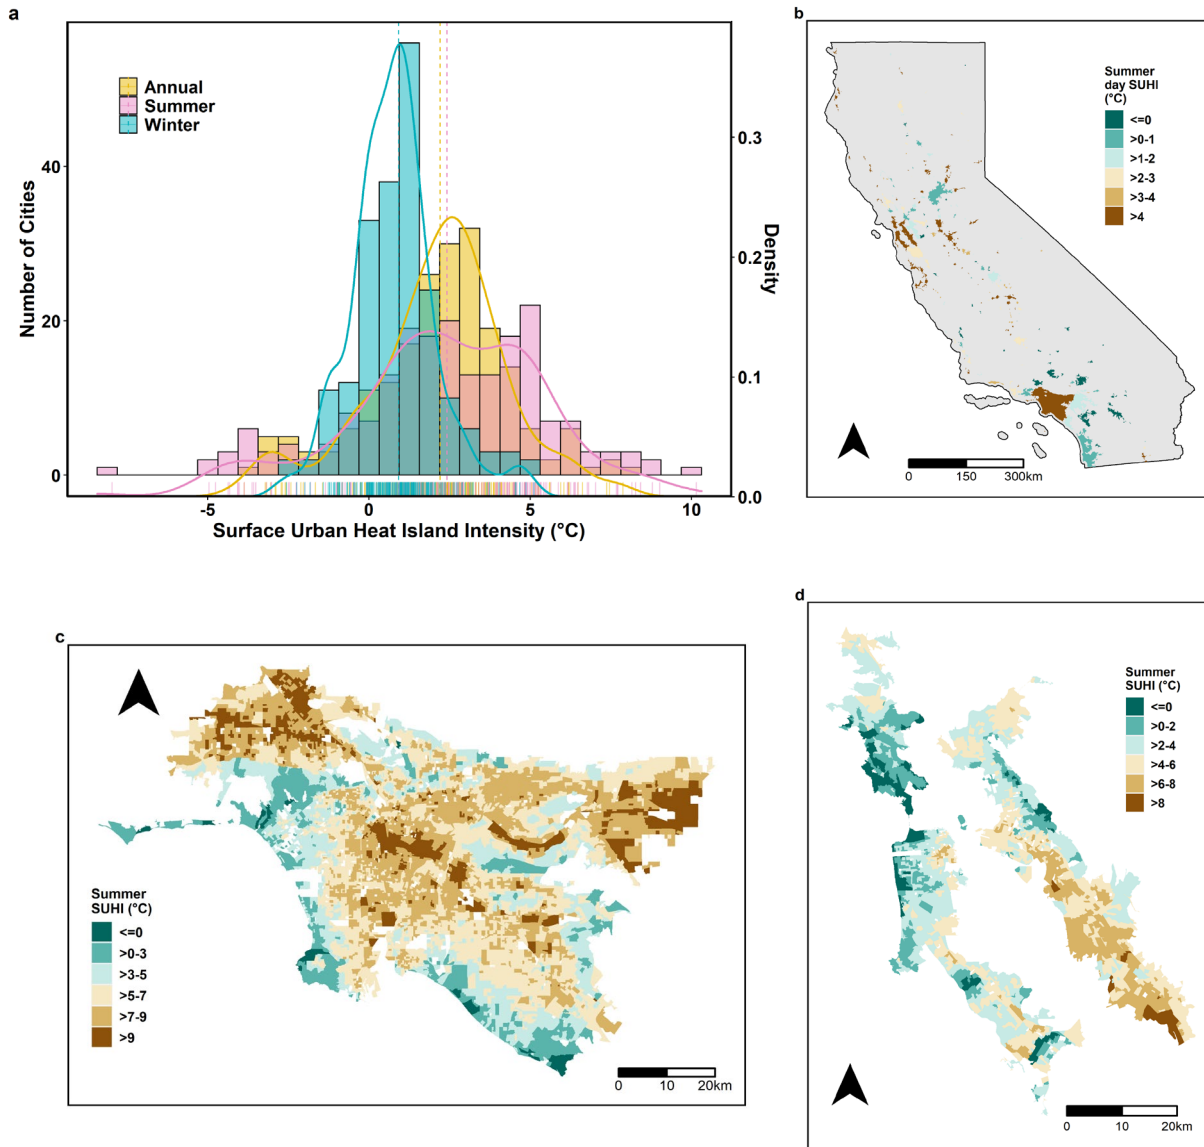 a
Annual
Summer
Winter
Number of Cities
40
20
0
Density
0.3
0.2
0.1
0.0
-5
0
5
10
Surface Urban Heat Island Intensity (°C)
b
Summer
day SUHI
(°C)
<=0
>0-1
>1-2
>2-3
>3-4
>4
0
150
300km
c
Summer
SUHI (°C)
<=0
>0-3
>3-5
>5-7
>7-9
>9
0
10
20km
d
Summer
SUHI (°C)
<=0
>0-2
>2-4
>4-6
>6-8
>8
0
10
20km